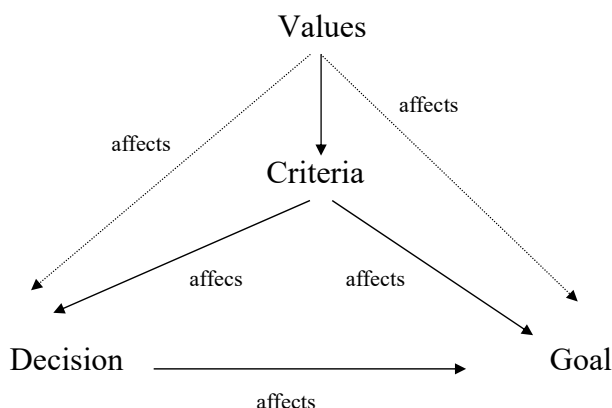 Values
affects
affects
Criteria
affecs
affects
Decision
Goal
affects